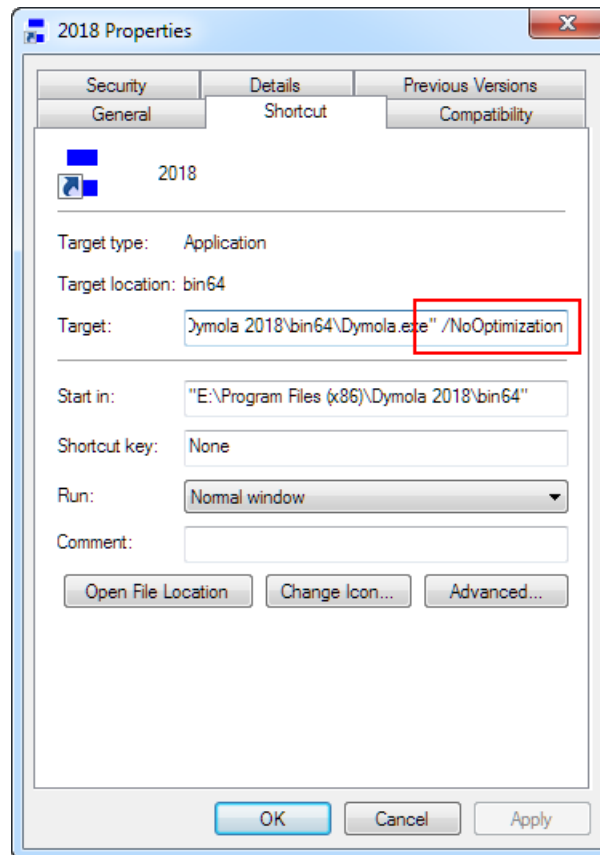 2018 Properties
Security Details Previous Versions
General Shortcut Compatibility
2018
Target type: Application
Target location: bin64
Target: Dymola 2018\bin64\Dymola.exe" /NoOptimization
Start in: "E:\Program Files (x86)\Dymola 2018\bin64"
Shortcut key: None
Run: Normal window
Comment:
Open File Location Change Icon... Advanced...
OK Cancel Apply